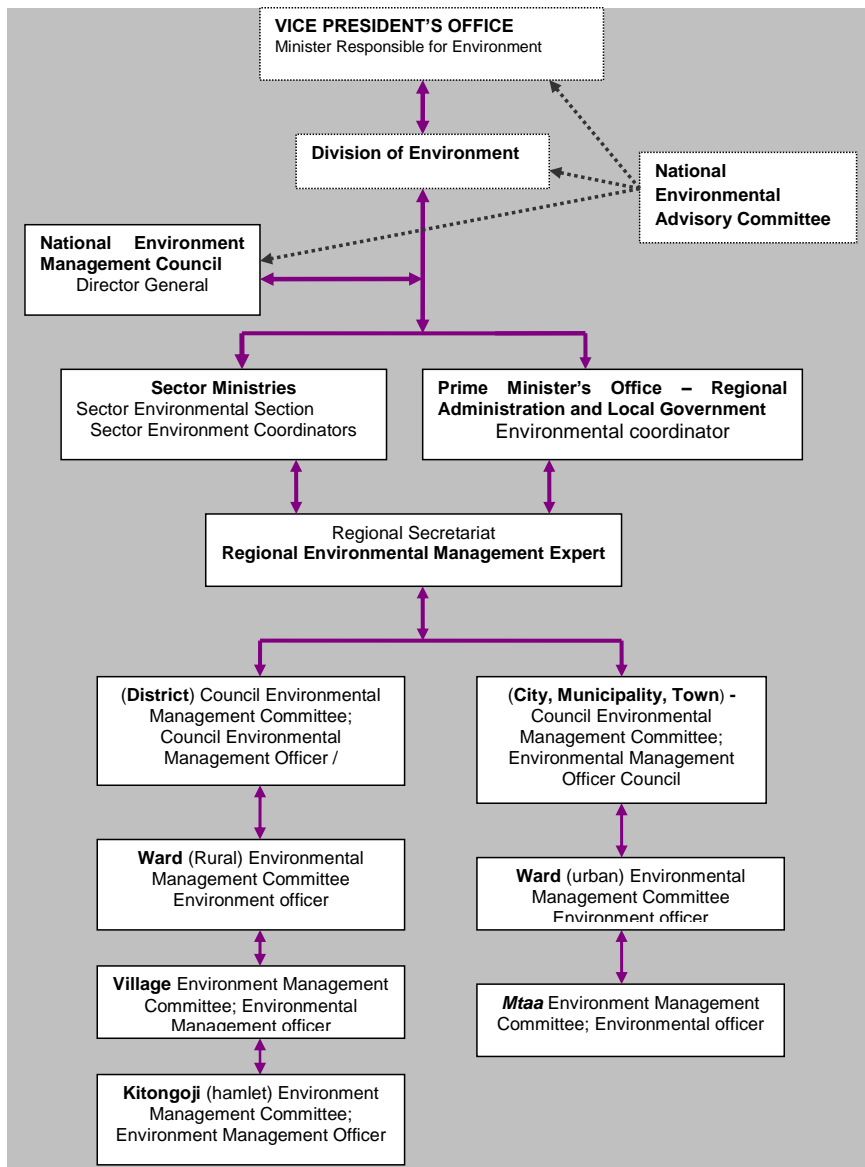 VICE PRESIDENT’S OFFICE
Minister Responsible for Environment
Division of Environment
National
Environmental
Advisory Committee
National Environment
Management Council
Director General
Sector Ministries
Sector Environmental Section
Sector Environment Coordinators
Prime Minister’s Office – Regional
Administration and Local Government
Environmental coordinator
Regional Secretariat
Regional Environmental Management Expert
(District) Council Environmental
Management Committee;
Council Environmental
Management Officer /
(City, Municipality, Town) -
Council Environmental
Management Committee;
Environmental Management
Officer Council
Ward (Rural) Environmental
Management Committee
Environment officer
Ward (urban) Environmental
Management Committee
Environment officer
Village Environment Management
Committee; Environmental
Management officer
Mtaa Environment Management
Committee; Environmental officer
Kitongoji (hamlet) Environment
Management Committee;
Environment Management Officer